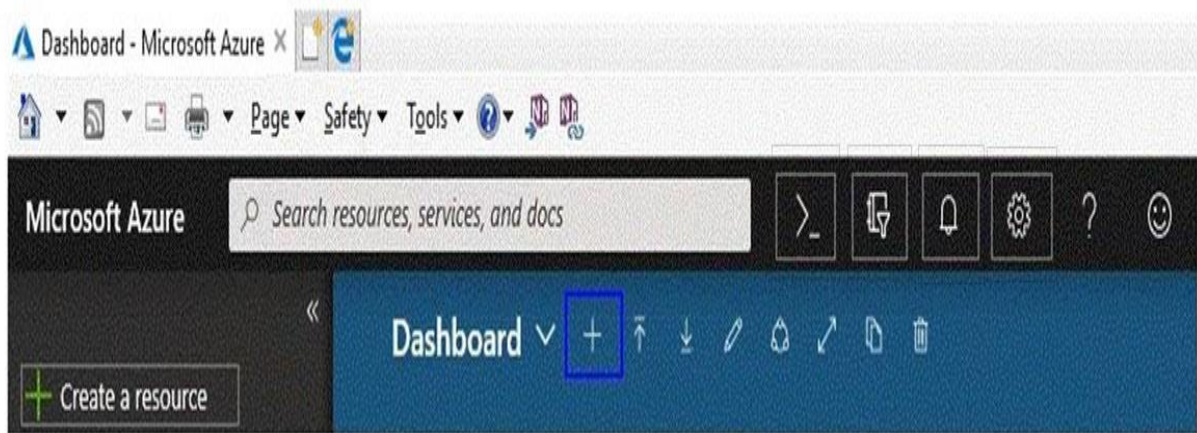 Dashboard - Microsoft Azure
Page Safety Tools
Microsoft Azure Search resources, services, and docs
Dashboard
Create a resource